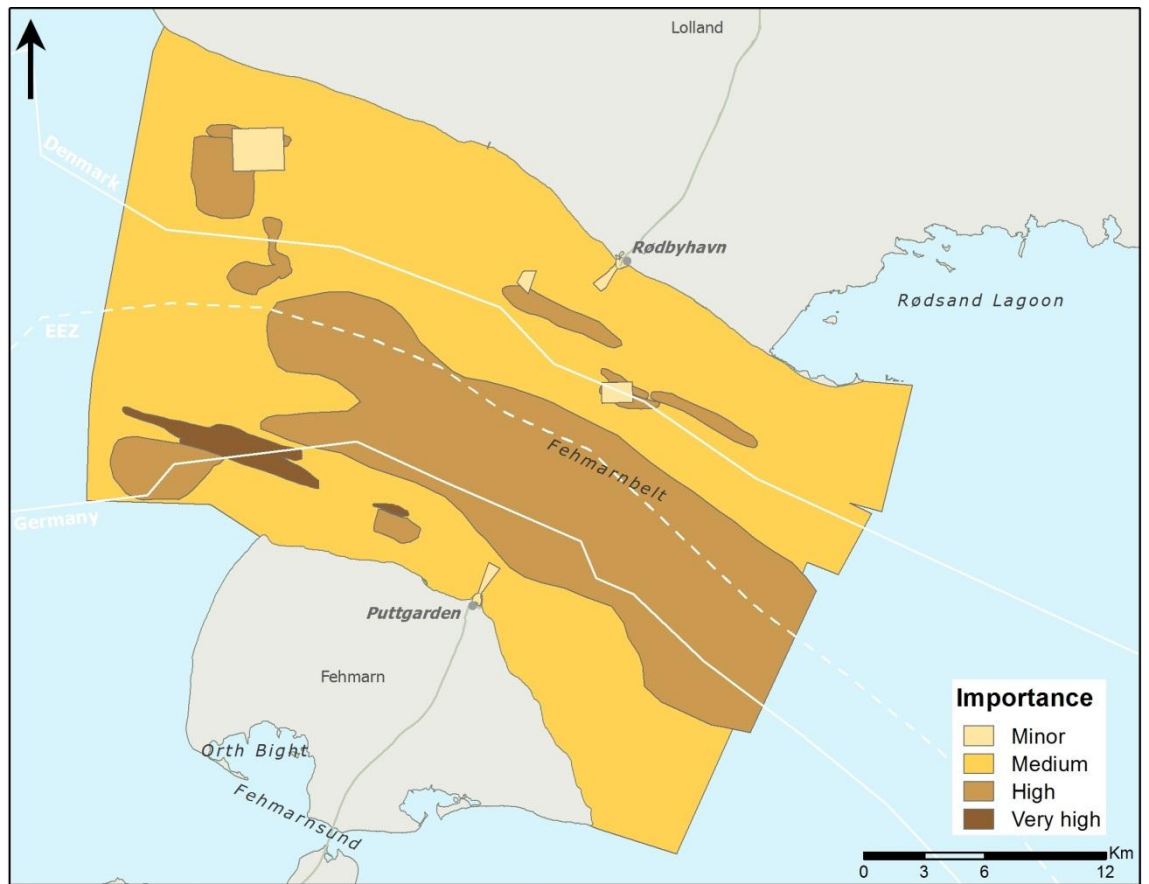 Lolland
Denmark
Rødbyhavn
Rødsand Lagoon
EEZ
Fehmarnbelt
Germany
Puttgarden
Fehmarn
Orth Bight
Fehmarnsund
Importance
Minor
Medium
High
Very high
Km
0 3 6 12